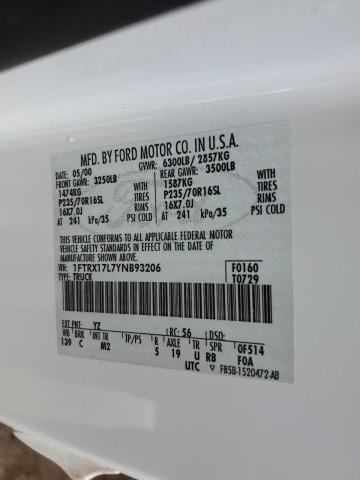 MFD. BY FORD MOTOR CO. IN U.S.A.
DATE: 05/00 GVWR: 6300LB/ 2857KG
FRONT GAWR: 3250LB REAR GAWR: 3500LB
1474KG 1587KG
P235/70R16SL TIRES P235/70R16SL TIRES
16X7.0J RIMS 16X7.0J RIMS
AT 241 kPa/35 PSI COLD AT 241 kPa/35 PSI COLD
THIS VEHICLE CONFORMS TO ALL APPLICABLE FEDERAL MOTOR
VEHICLE SAFETY AND THEFT PREVENTION STANDARDS IN EFFECT ON
THE DATE OF MANUFACTURE SHOWN ABOVE.
VIN: 1FTRX17L7YNB93206 F0160
TYPE: TRUCK T0729
EXT PNT: YZ RC: 56 0F514
WB BRK INT TR TP/PS R AXLE TR SPR
139 C M2 5 19 U RB F0A
UTC ▽ F85B-1520472-AB